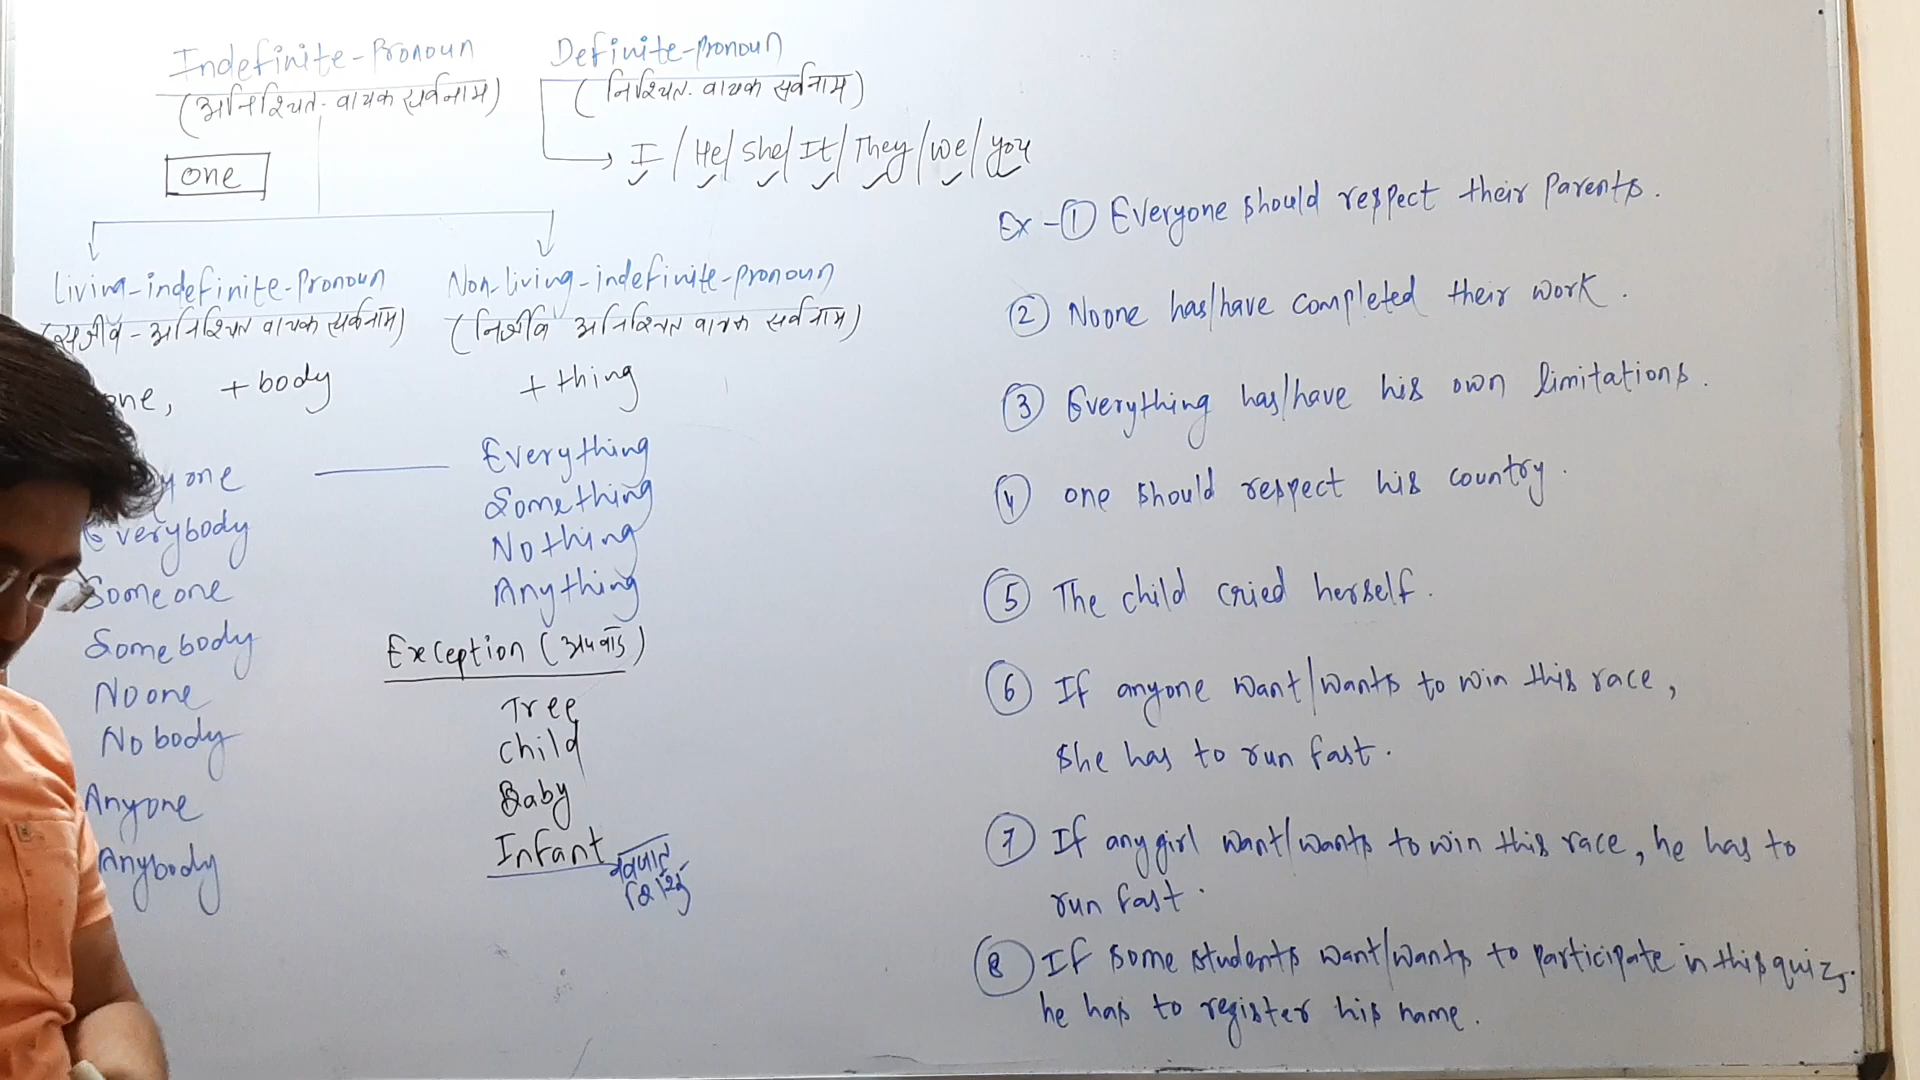 Indefinite-Pronoun
(अनिश्चित-वाचक सर्वनाम)
one
Definite-Pronoun
(निश्चित-वाचक सर्वनाम)
I / He / She / It / They / we / you
Living-indefinite-Pronoun
(सजीव-अनिश्चित वाचक सर्वनाम)
+ body
one
Everybody
Someone
Somebody
Noone
Nobody
Anyone
Anybody
Non-living-indefinite-pronoun
(निर्जीव अनिश्चित वाचक सर्वनाम)
+ thing
Everything
Something
Nothing
Anything
Exception (अपवाद)
Tree
Child
Baby
Infant
नवजात
शिशु
Ex - ① Everyone should respect their Parents.
② Noone has/have completed their work.
③ Everything has/have his own limitations.
④ one should respect his country.
⑤ The child cried herself.
⑥ If anyone want/wants to win this race,
she has to run fast.
⑦ If any girl want/wants to win this race, he has to
run fast.
⑧ If some students want/wants to participate in this quiz,
he has to register his name.